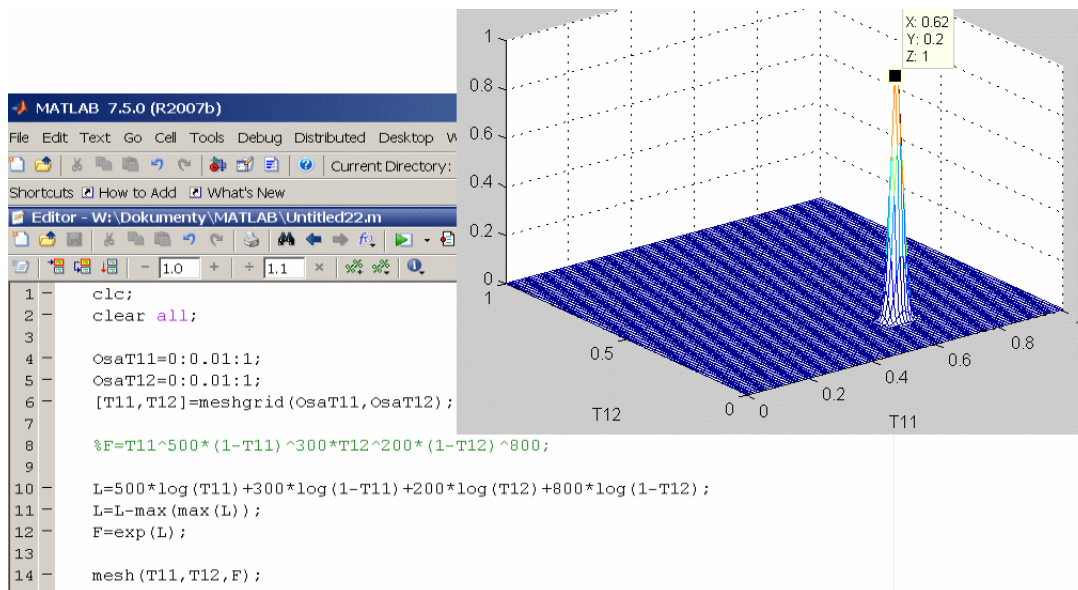 X: 0.62
Y: 0.2
Z: 1
1
0.8
0.6
0.4
0.2
0
1
0.5
0
T12
0
0.2
0.4
0.6
0.8
T11
MATLAB 7.5.0 (R2007b)
File Edit Text Go Cell Tools Debug Distributed Desktop
Current Directory:
Shortcuts How to Add What's New
Editor - W:\Dokumenty\MATLAB\Untitled22.m
- 1.0 + ÷ 1.1 ×
1 - clc;
2 - clear all;
3
4 - OsaT11=0:0.01:1;
5 - OsaT12=0:0.01:1;
6 - [T11,T12]=meshgrid(OsaT11,OsaT12);
7
8 %F=T11^500*(1-T11)^300*T12^200*(1-T12)^800;
9
10 - L=500*log(T11)+300*log(1-T11)+200*log(T12)+800*log(1-T12);
11 - L=L-max(max(L));
12 - F=exp(L);
13
14 - mesh(T11,T12,F);